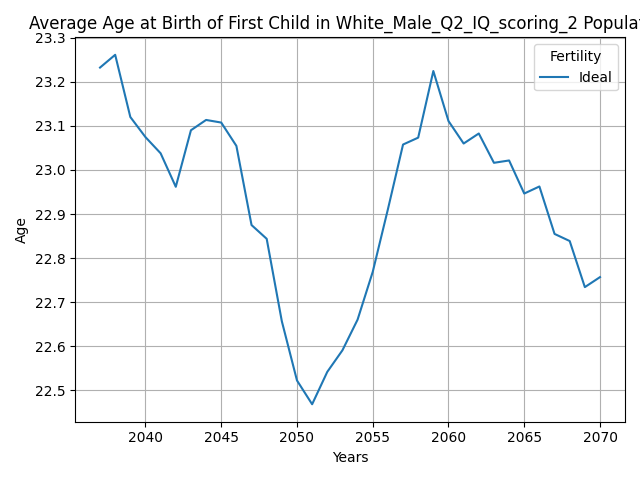 Average Age at Birth of First Child in White_Male_Q2_IQ_scoring_2 Populat
23.3
23.2
23.1
23.0
22.9
22.8
22.7
22.6
22.5
Age
Fertility
Ideal
2040 2045 2050 2055 2060 2065 2070
Years